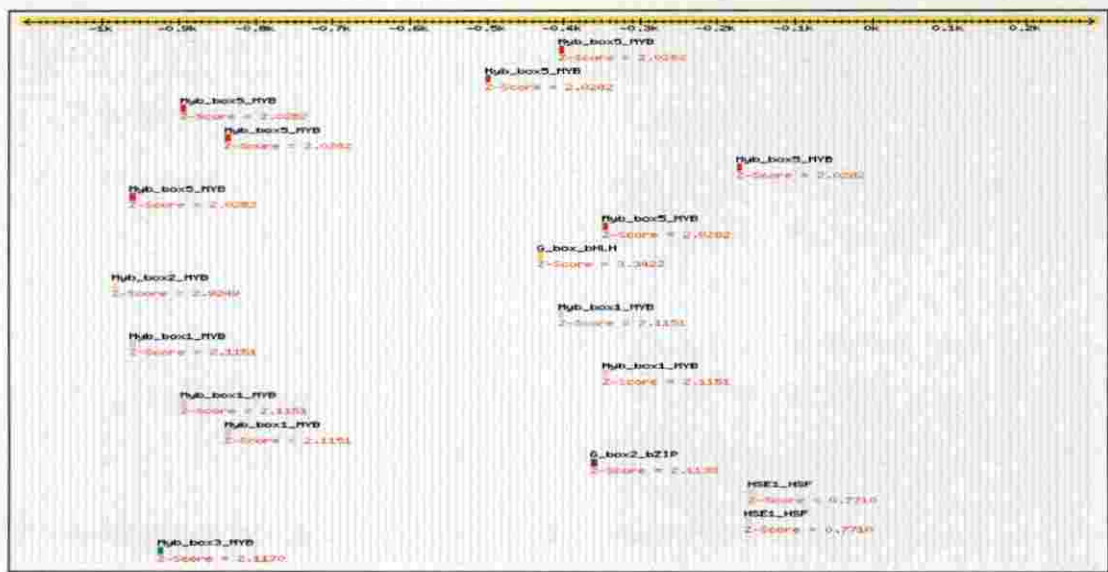 -1K -0.9K -0.8K -0.7K -0.6K -0.5K -0.4K -0.3K -0.2K -0.1K 0K 0.1K 0.2K
Myb_box5_MYB
Z-Score = 2.0282
Myb_box5_MYB
Z-Score = 2.0282
Myb_box5_MYB
Z-Score = 2.0282
Myb_box5_MYB
Z-Score = 2.0282
Myb_box5_MYB
Z-Score = 2.0282
Myb_box5_MYB
Z-Score = 2.0282
Myb_box5_MYB
Z-Score = 2.0282
G_box_bHLH
Z-Score = 3.3422
Myb_box2_MYB
Z-Score = 2.9249
Myb_box1_MYB
Z-Score = 2.1151
Myb_box1_MYB
Z-Score = 2.1151
Myb_box1_MYB
Z-Score = 2.1151
Myb_box1_MYB
Z-Score = 2.1151
Myb_box1_MYB
Z-Score = 2.1151
G_box2_bZIP
Z-Score =
HSE1_HSF
Z-Score = 0.7710
HSE1_HSF
Z-Score = 0.7710
Myb_box3_MYB
Z-Score = 2.1170